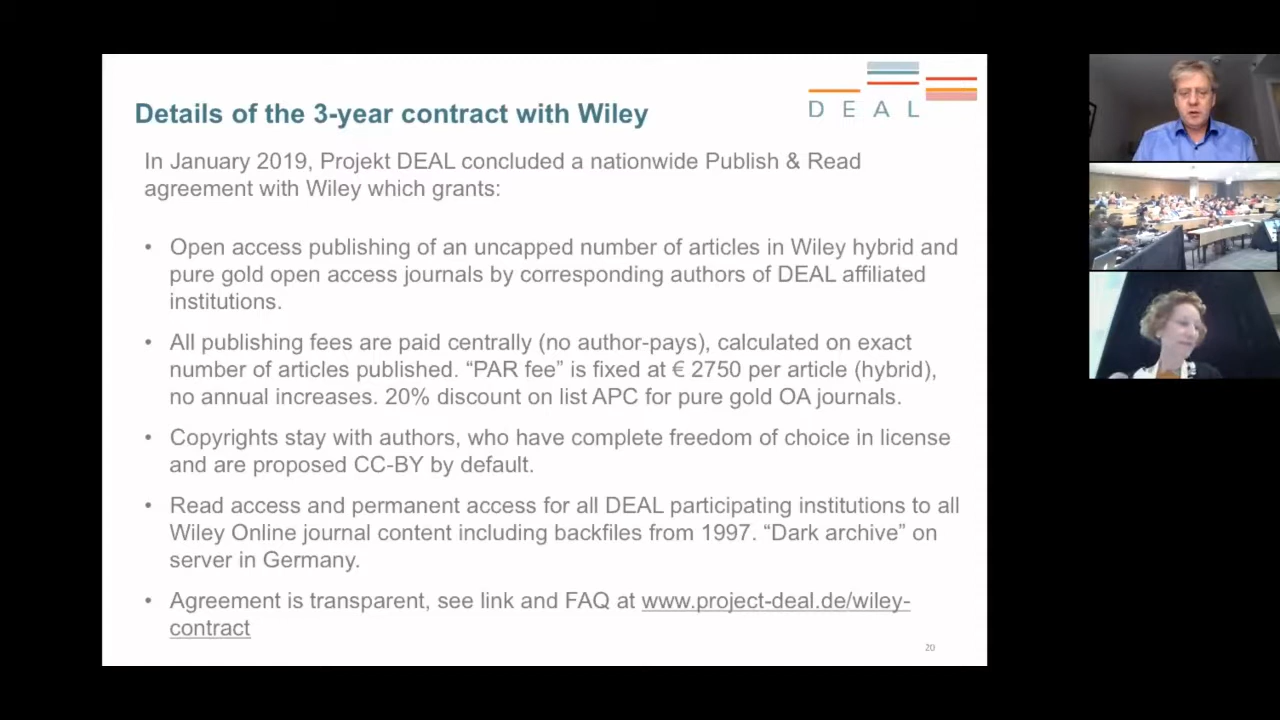 DEAL
Details of the 3-year contract with Wiley
In January 2019, Projekt DEAL concluded a nationwide Publish & Read
agreement with Wiley which grants:
• Open access publishing of an uncapped number of articles in Wiley hybrid and
pure gold open access journals by corresponding authors of DEAL affiliated
institutions.
• All publishing fees are paid centrally (no author-pays), calculated on exact
number of articles published. “PAR fee” is fixed at € 2750 per article (hybrid),
no annual increases. 20% discount on list APC for pure gold OA journals.
• Copyrights stay with authors, who have complete freedom of choice in license
and are proposed CC-BY by default.
• Read access and permanent access for all DEAL participating institutions to all
Wiley Online journal content including backfiles from 1997. “Dark archive” on
server in Germany.
• Agreement is transparent, see link and FAQ at www.project-deal.de/wiley-
contract
20